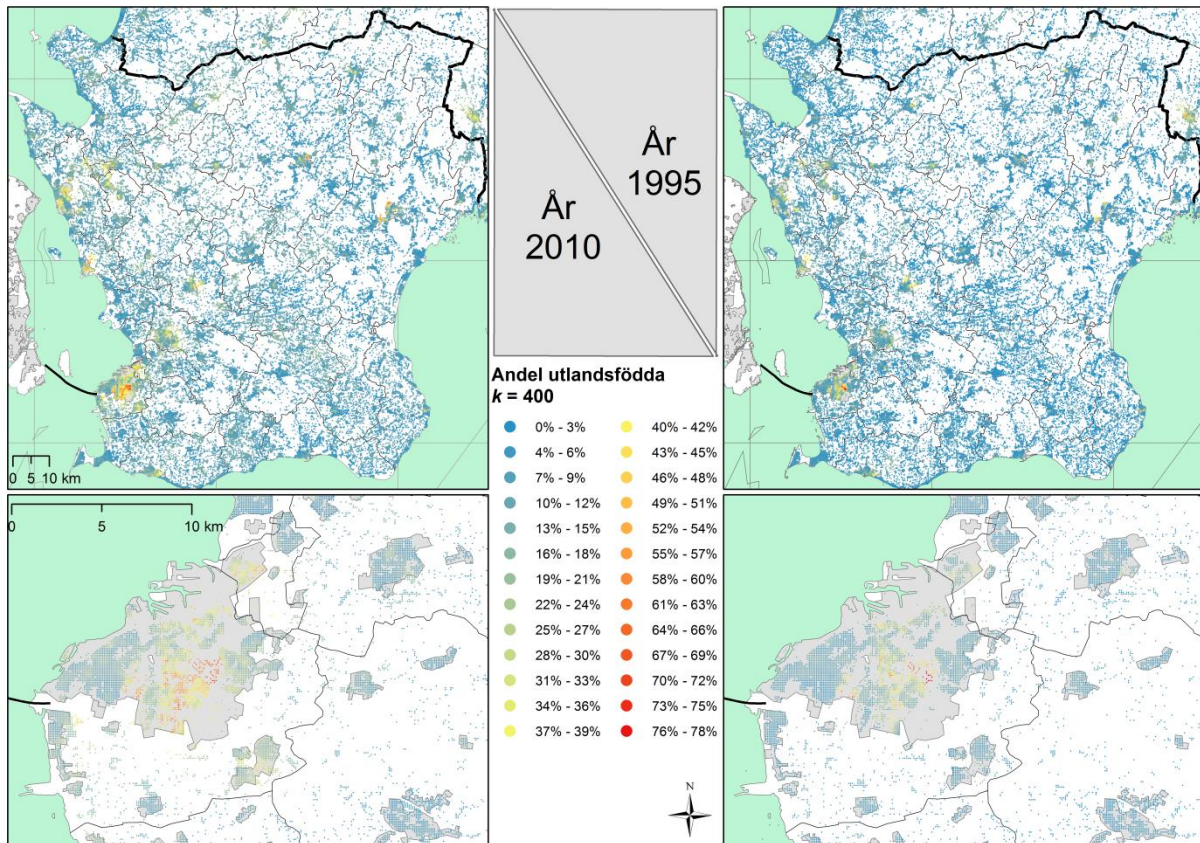 År
1995
År
2010
Andel utlandsfödda
k = 400
0% - 3%
4% - 6%
7% - 9%
10% - 12%
13% - 15%
16% - 18%
19% - 21%
22% - 24%
25% - 27%
28% - 30%
31% - 33%
34% - 36%
37% - 39%
40% - 42%
43% - 45%
46% - 48%
49% - 51%
52% - 54%
55% - 57%
58% - 60%
61% - 63%
64% - 66%
67% - 69%
70% - 72%
73% - 75%
76% - 78%
0 5 10 km
0 5 10 km
N